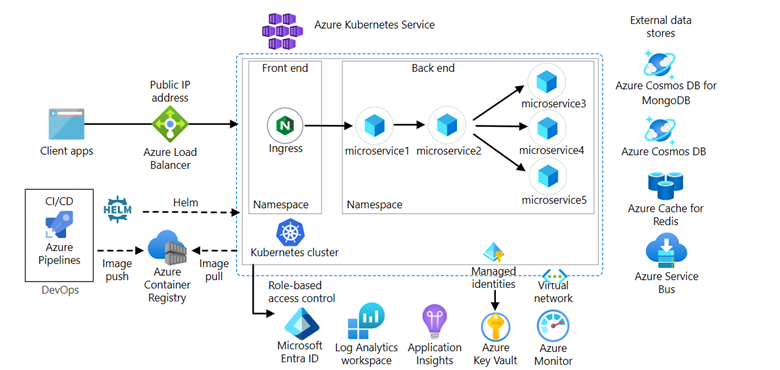 Azure Kubernetes Service
External data
stores
Public IP
address
Front end
Back end
Azure Cosmos DB for
MongoDB
microservice3
Client apps
Azure Load
Balancer
Ingress
microservice1
microservice2
microservice4
Azure Cosmos DB
microservice5
CI/CD
HELM
Helm
Namespace
Namespace
Azure Cache for
Redis
Azure
Pipelines
Kubernetes cluster
Image
push
Azure
Container
Registry
Image
pull
DevOps
Managed
identities
Virtual
network
Azure Service
Bus
Role-based
access control
Microsoft
Entra ID
Log Analytics
workspace
Application
Insights
Azure
Key Vault
Azure
Monitor